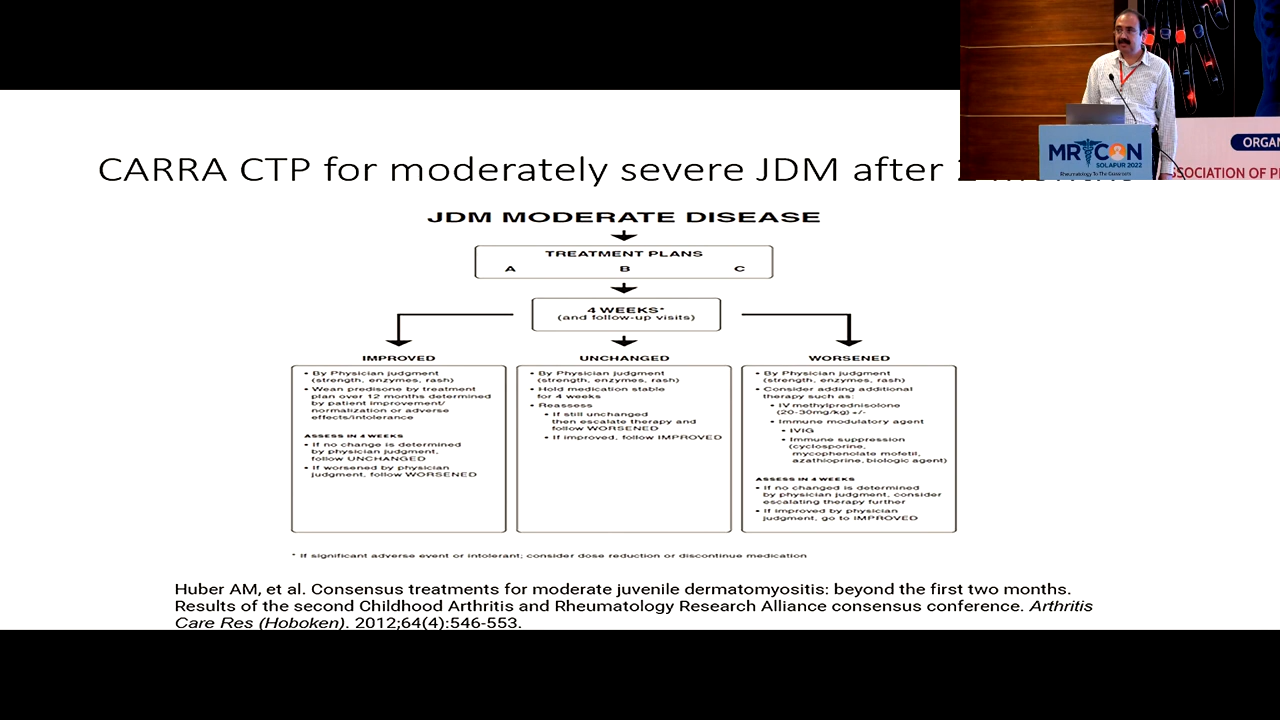 CARRA CTP for moderately severe JDM after
JDM MODERATE DISEASE
TREATMENT PLANS
A B C
4 WEEKS*
(and follow-up visits)
IMPROVED
• By Physician judgment
(strength, enzymes, rash)
• Wean predisone by treatment
plan over 12 months determined
by patient improvement/
normalization or adverse
effects/intolerance
ASSESS IN 4 WEEKS
• If no change is determined
by physician judgment,
follow UNCHANGED
• If worsened by physician
judgment, follow WORSENED
UNCHANGED
• By Physician judgment
(strength, enzymes, rash)
• Hold medication stable
for 4 weeks
• Reassess
• If still unchanged
then escalate therapy and
follow WORSENED
• If improved, follow IMPROVED
WORSENED
• By Physician judgment
(strength, enzymes, rash)
• Consider adding additional
therapy such as:
• IV methylprednisolone
(20-30mg/kg) +/-
• Immune modulatory agent
• IVIG
• Immune suppression
(cyclosporine,
mycophenolate mofetil,
azathioprine, biologic agent)
ASSESS IN 4 WEEKS
• If no changed is determined
by physician judgment, consider
escalating therapy further
• If improved by physician
judgment, go to IMPROVED
* If significant adverse event or intolerant; consider dose reduction or discontinue medication
Huber AM, et al. Consensus treatments for moderate juvenile dermatomyositis: beyond the first two months.
Results of the second Childhood Arthritis and Rheumatology Research Alliance consensus conference. Arthritis
Care Res (Hoboken). 2012;64(4):546-553.
MR CON
SOLAPUR 2022
Rheumatology To The Grassroots
ORGAN
SSOCIATION OF P